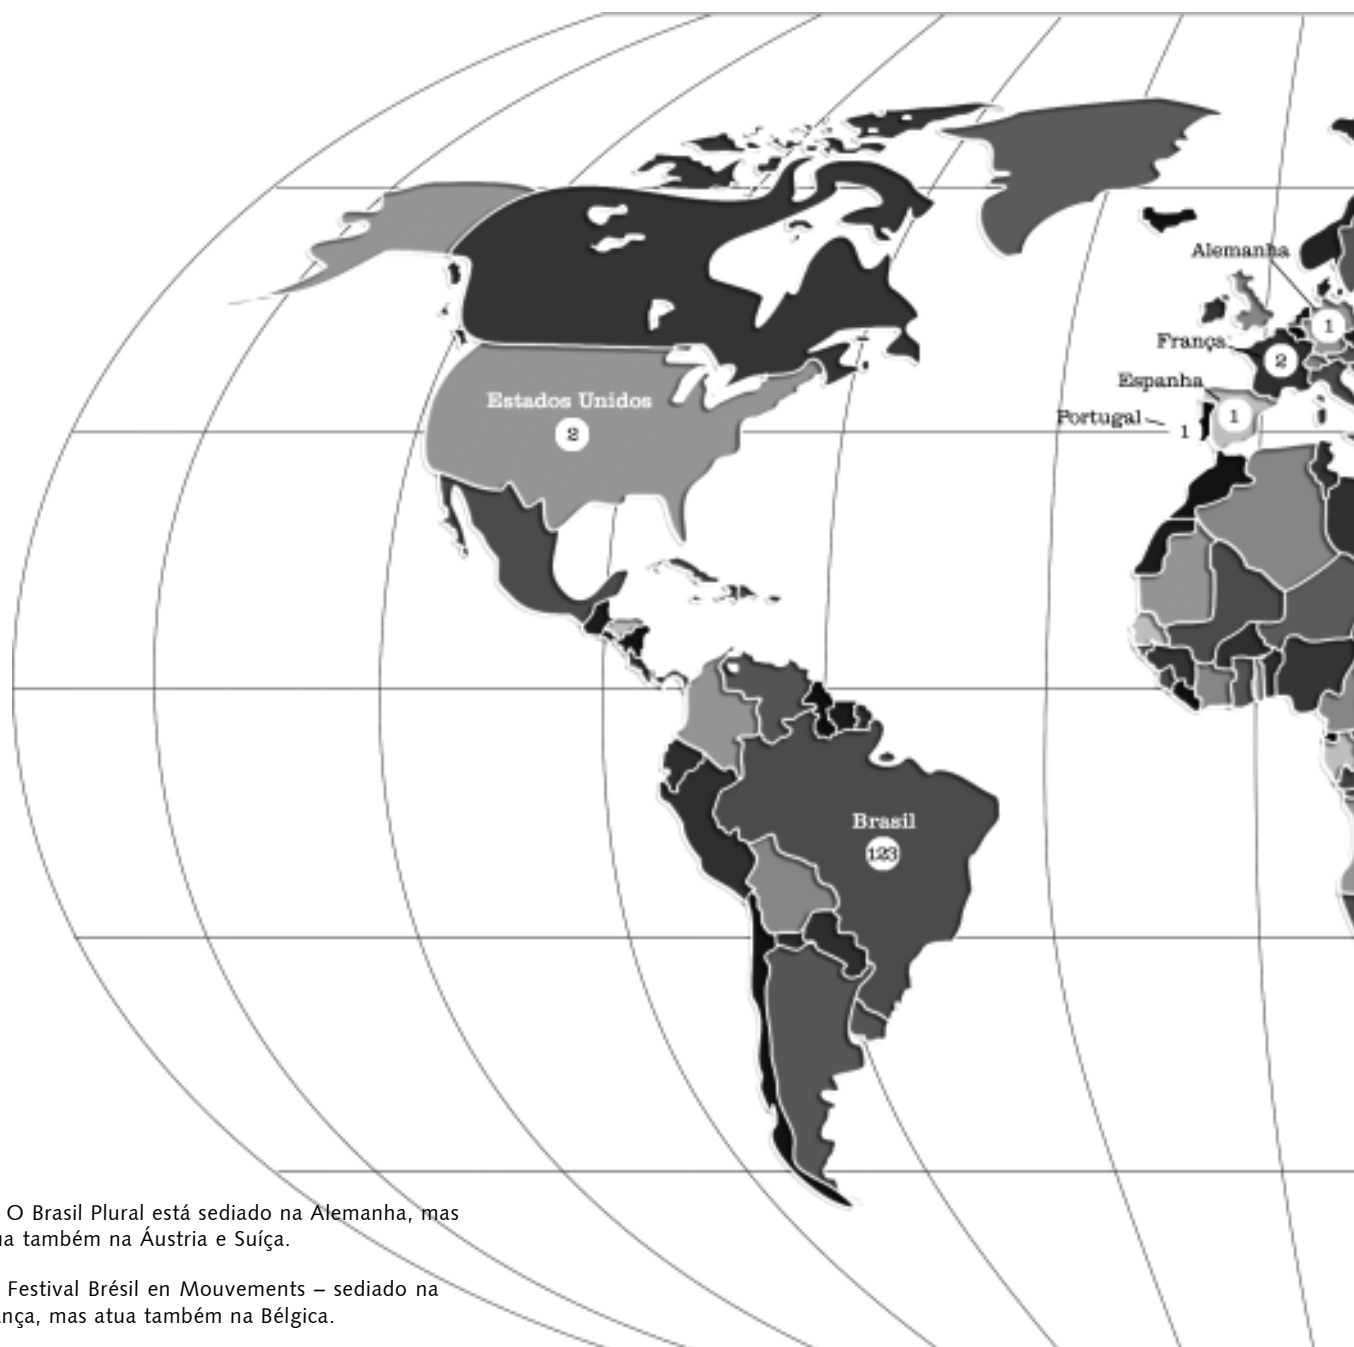 Alemanha
1
França
2
Espanha
1
Portugal
1
Estados Unidos
2
Brasil
123
O Brasil Plural está sediado na Alemanha, mas
também na Áustria e Suíça.
Festival Brésil en Mouvements – sediado na
mas atua também na Bélgica.